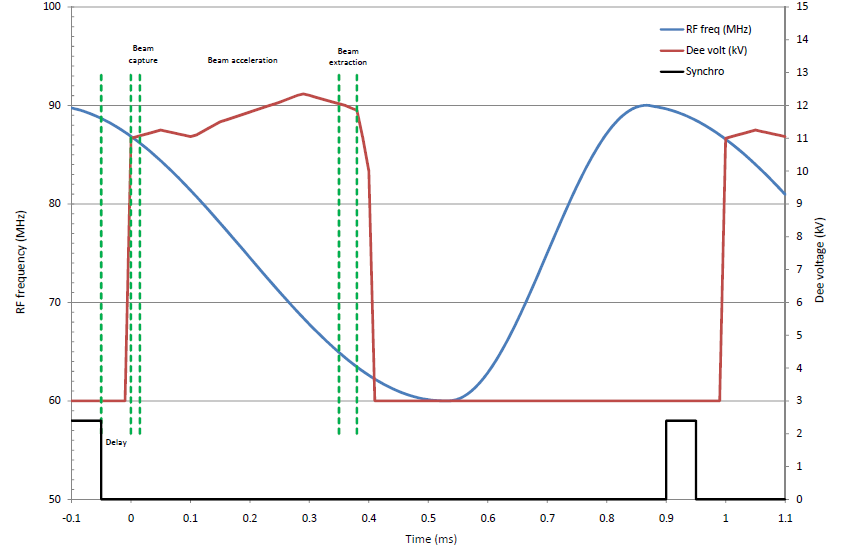 100
90
80
70
60
50
RF frequency (MHz)
Beam
capture
Beam acceleration
Beam
extraction
RF freq (MHz)
Dee volt (kV)
Synchro
Delay
15
14
13
12
11
10
9
8
7
6
5
4
3
2
1
0
Dee voltage (kV)
-0.1 0 0.1 0.2 0.3 0.4 0.5 0.6 0.7 0.8 0.9 1 1.1
Time (ms)